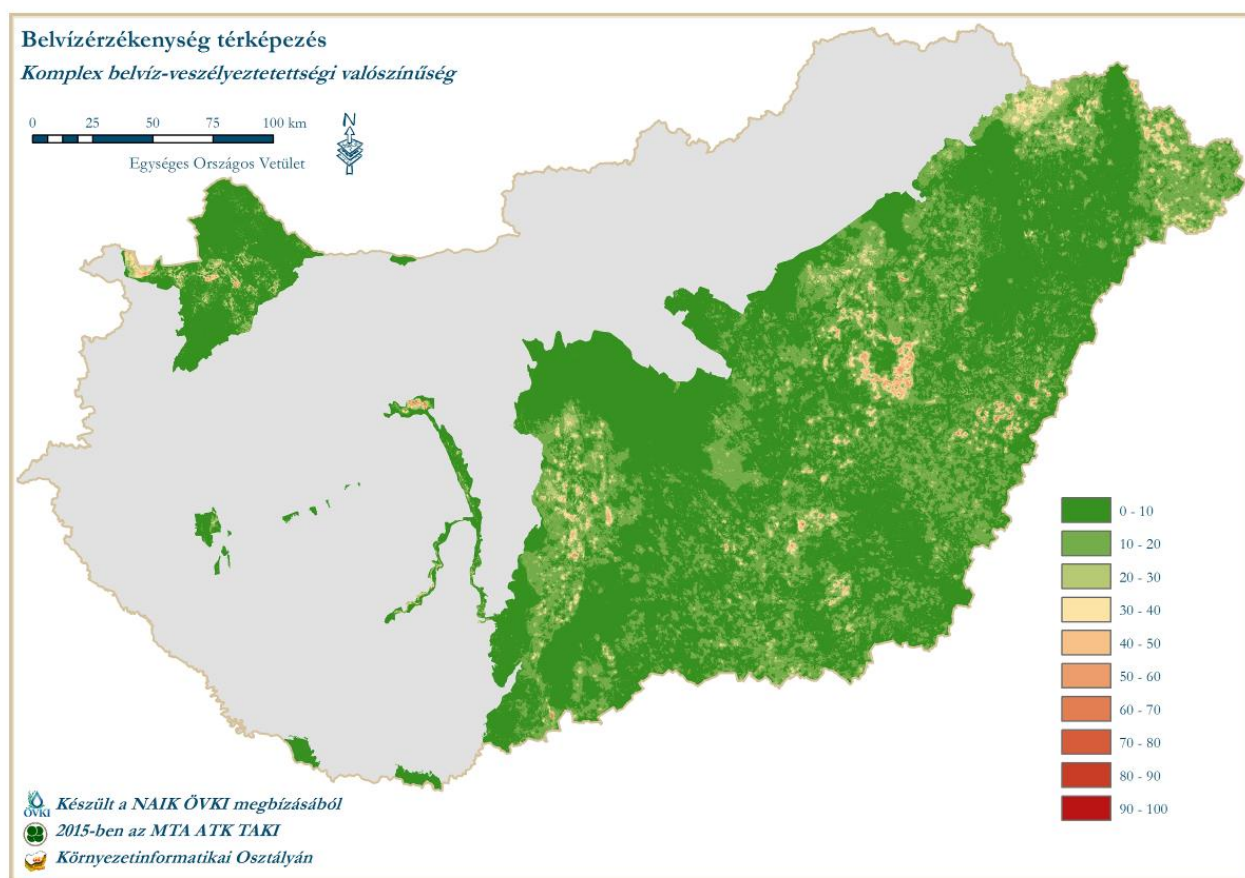 Belvízérzékenység térképezés
Komplex belvíz-veszélyeztetettségi valószínűség
0 25 50 75 100 km
N
Egységes Országos Vetület
0 - 10
10 - 20
20 - 30
30 - 40
40 - 50
50 - 60
60 - 70
70 - 80
80 - 90
90 - 100
ÖVKI
Készült a NAIK ÖVKI megbízásából
2015-ben az MTA ATK TAKI
Környezetinformatikai Osztályán